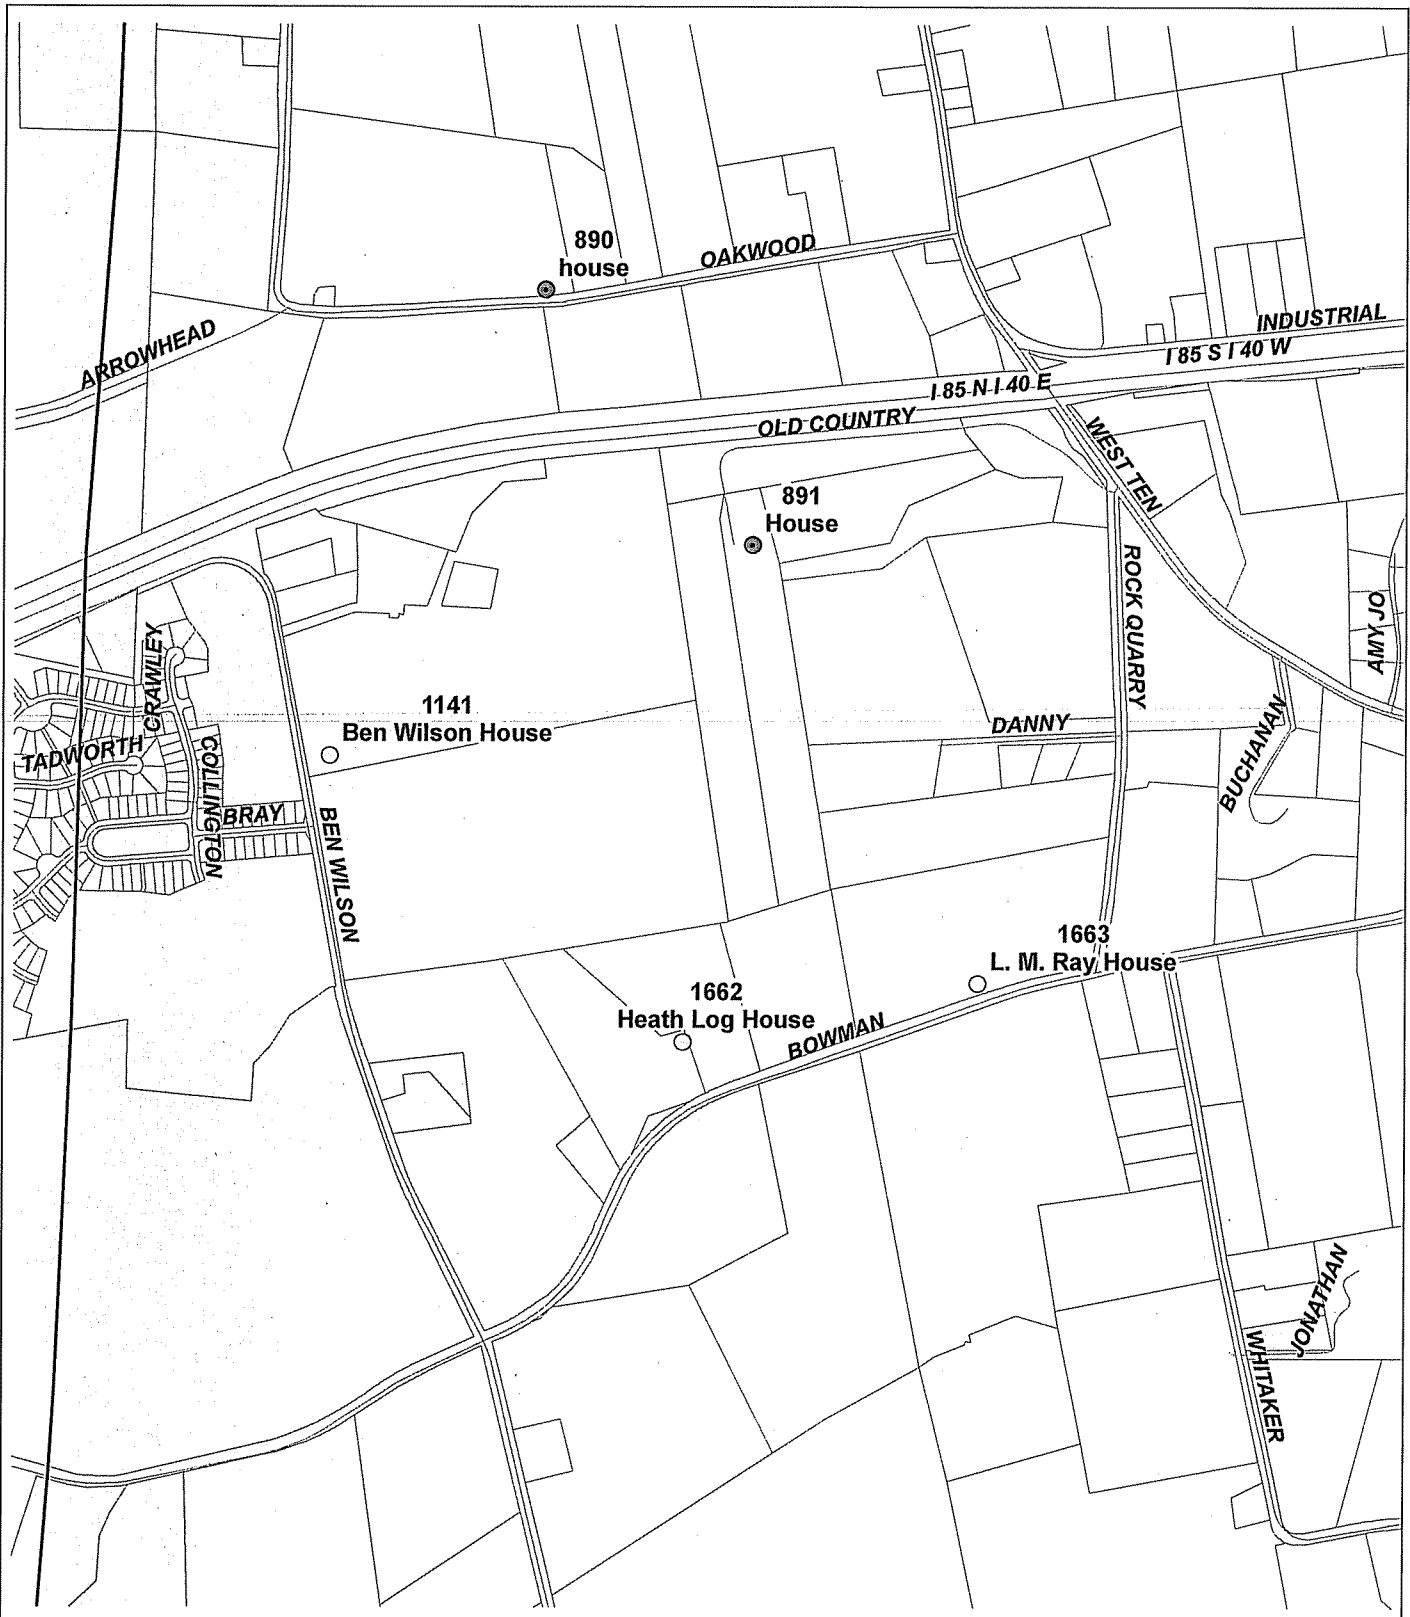 890
house
OAKWOOD
ARROWHEAD
INDUSTRIAL
I 85 S I 40 W
I 85 N I 40 E
OLD COUNTRY
WEST TEN
891
House
ROCK QUARRY
AMY JO
CRAWLEY
1141
Ben Wilson House
TADWORTH
COLLINGTON
BRAY
BEN WILSON
DANNY
BUCHANAN
1663
L. M. Ray House
1662
Heath Log House
BOWMAN
JONATHAN
WHITAKER